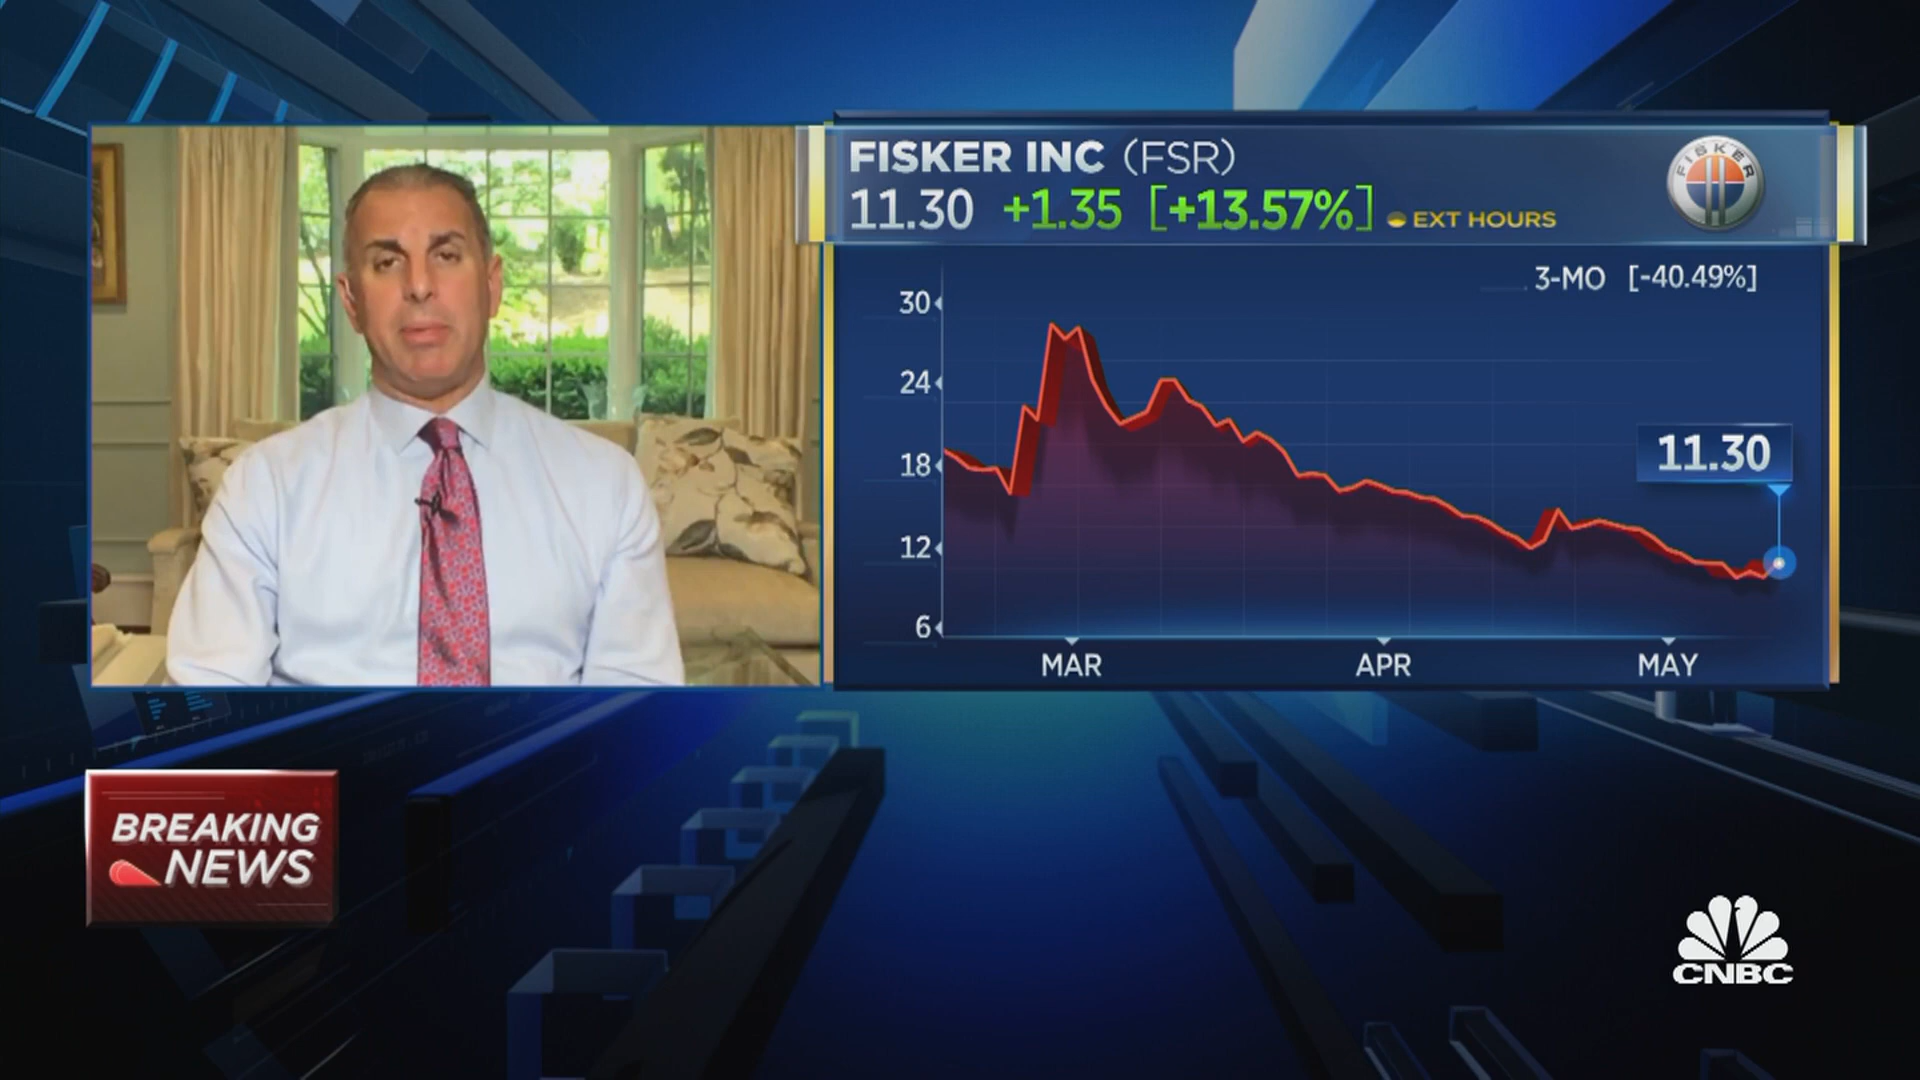 FISKER INC (FSR)
11.30 +1.35 [+13.57%] EXT HOURS
FISKER
3-MO [-40.49%]
30
24
18
12
6
11.30
MAR APR MAY
BREAKING
NEWS
CNBC